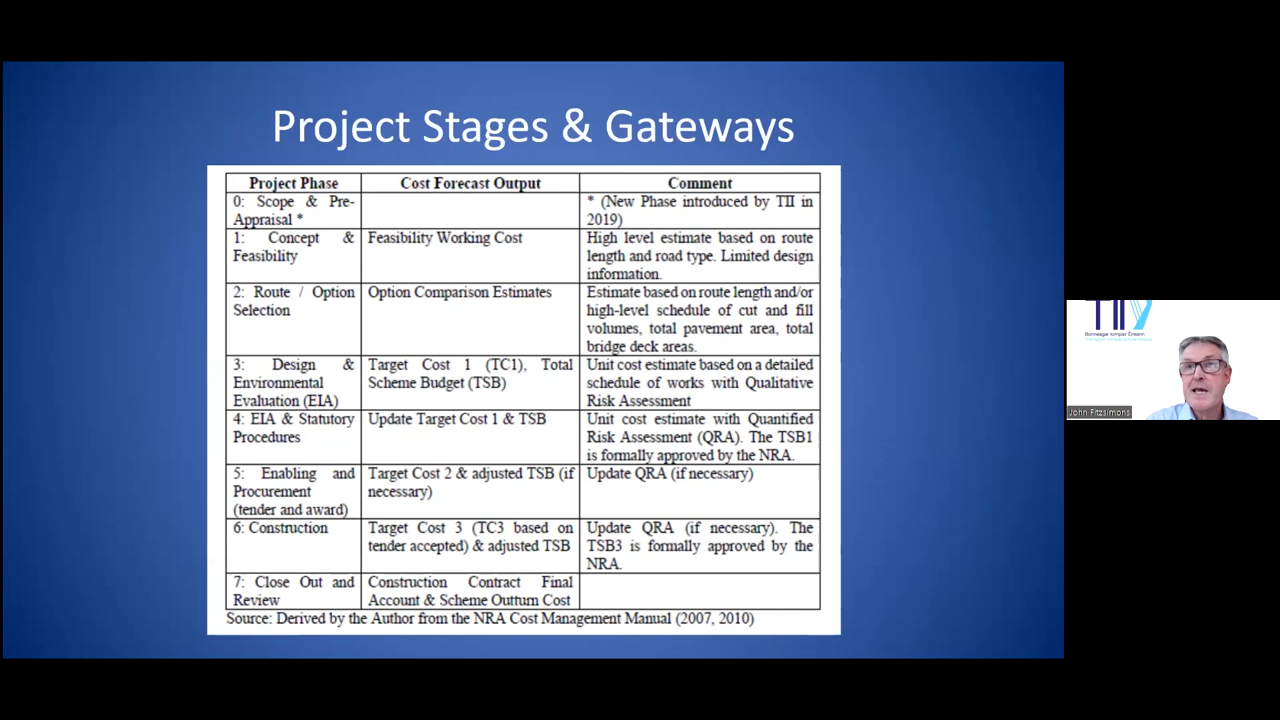 Project Stages & Gateways
Project Phase Cost Forecast Output Comment
0: Scope & Pre-
Appraisal *
* (New Phase introduced by TII in
2019)
1: Concept &
Feasibility
Feasibility Working Cost
High level estimate based on route
length and road type. Limited design
information.
2: Route / Option
Selection
Option Comparison Estimates
Estimate based on route length and/or
high-level schedule of cut and fill
volumes, total pavement area, total
bridge deck areas.
3: Design &
Environmental
Evaluation (EIA)
Target Cost 1 (TC1), Total
Scheme Budget (TSB)
Unit cost estimate based on a detailed
schedule of works with Qualitative
Risk Assessment
4: EIA & Statutory
Procedures
Update Target Cost 1 & TSB
Unit cost estimate with Quantified
Risk Assessment (QRA). The TSB1
is formally approved by the NRA.
5: Enabling and
Procurement
(tender and award)
Target Cost 2 & adjusted TSB (if
necessary)
Update QRA (if necessary)
6: Construction
Target Cost 3 (TC3 based on
tender accepted) & adjusted TSB
Update QRA (if necessary). The
TSB3 is formally approved by the
NRA.
7: Close Out and
Review
Construction Contract Final
Account & Scheme Outturn Cost
Source: Derived by the Author from the NRA Cost Management Manual (2007, 2010)
TII
Bonneagar Iompair Éireann
Transport Infrastructure Ireland
John Fitzsimons